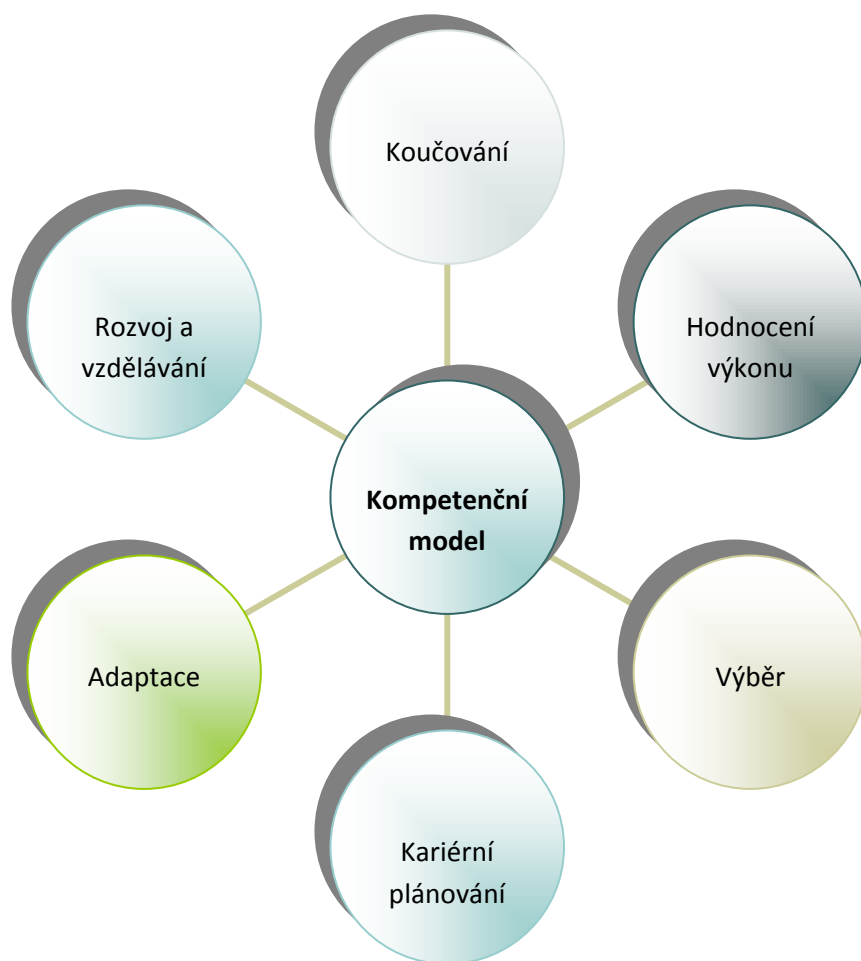 Koučování
Rozvoj a
vzdělávání
Hodnocení
výkonu
Kompetenční
model
Adaptace
Výběr
Kariérní
plánování